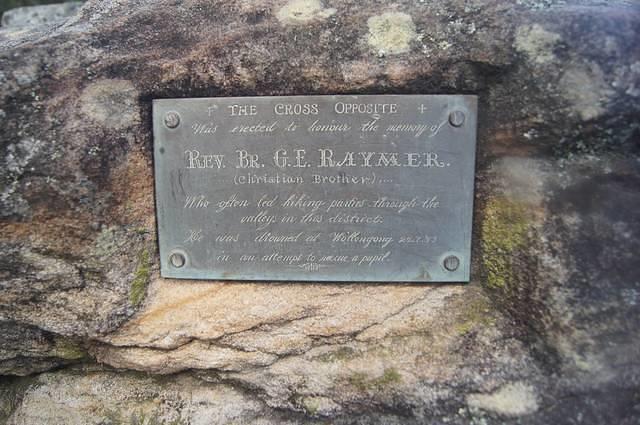 + THE CROSS OPPOSITE +
Was erected to honour the memory of
REV. BR. G.E. RAYMER.
(Christian Brother)....
Who often led hiking parties through the
valleys in this district.
He was drowned at Wollongong
in an attempt to rescue a pupil.